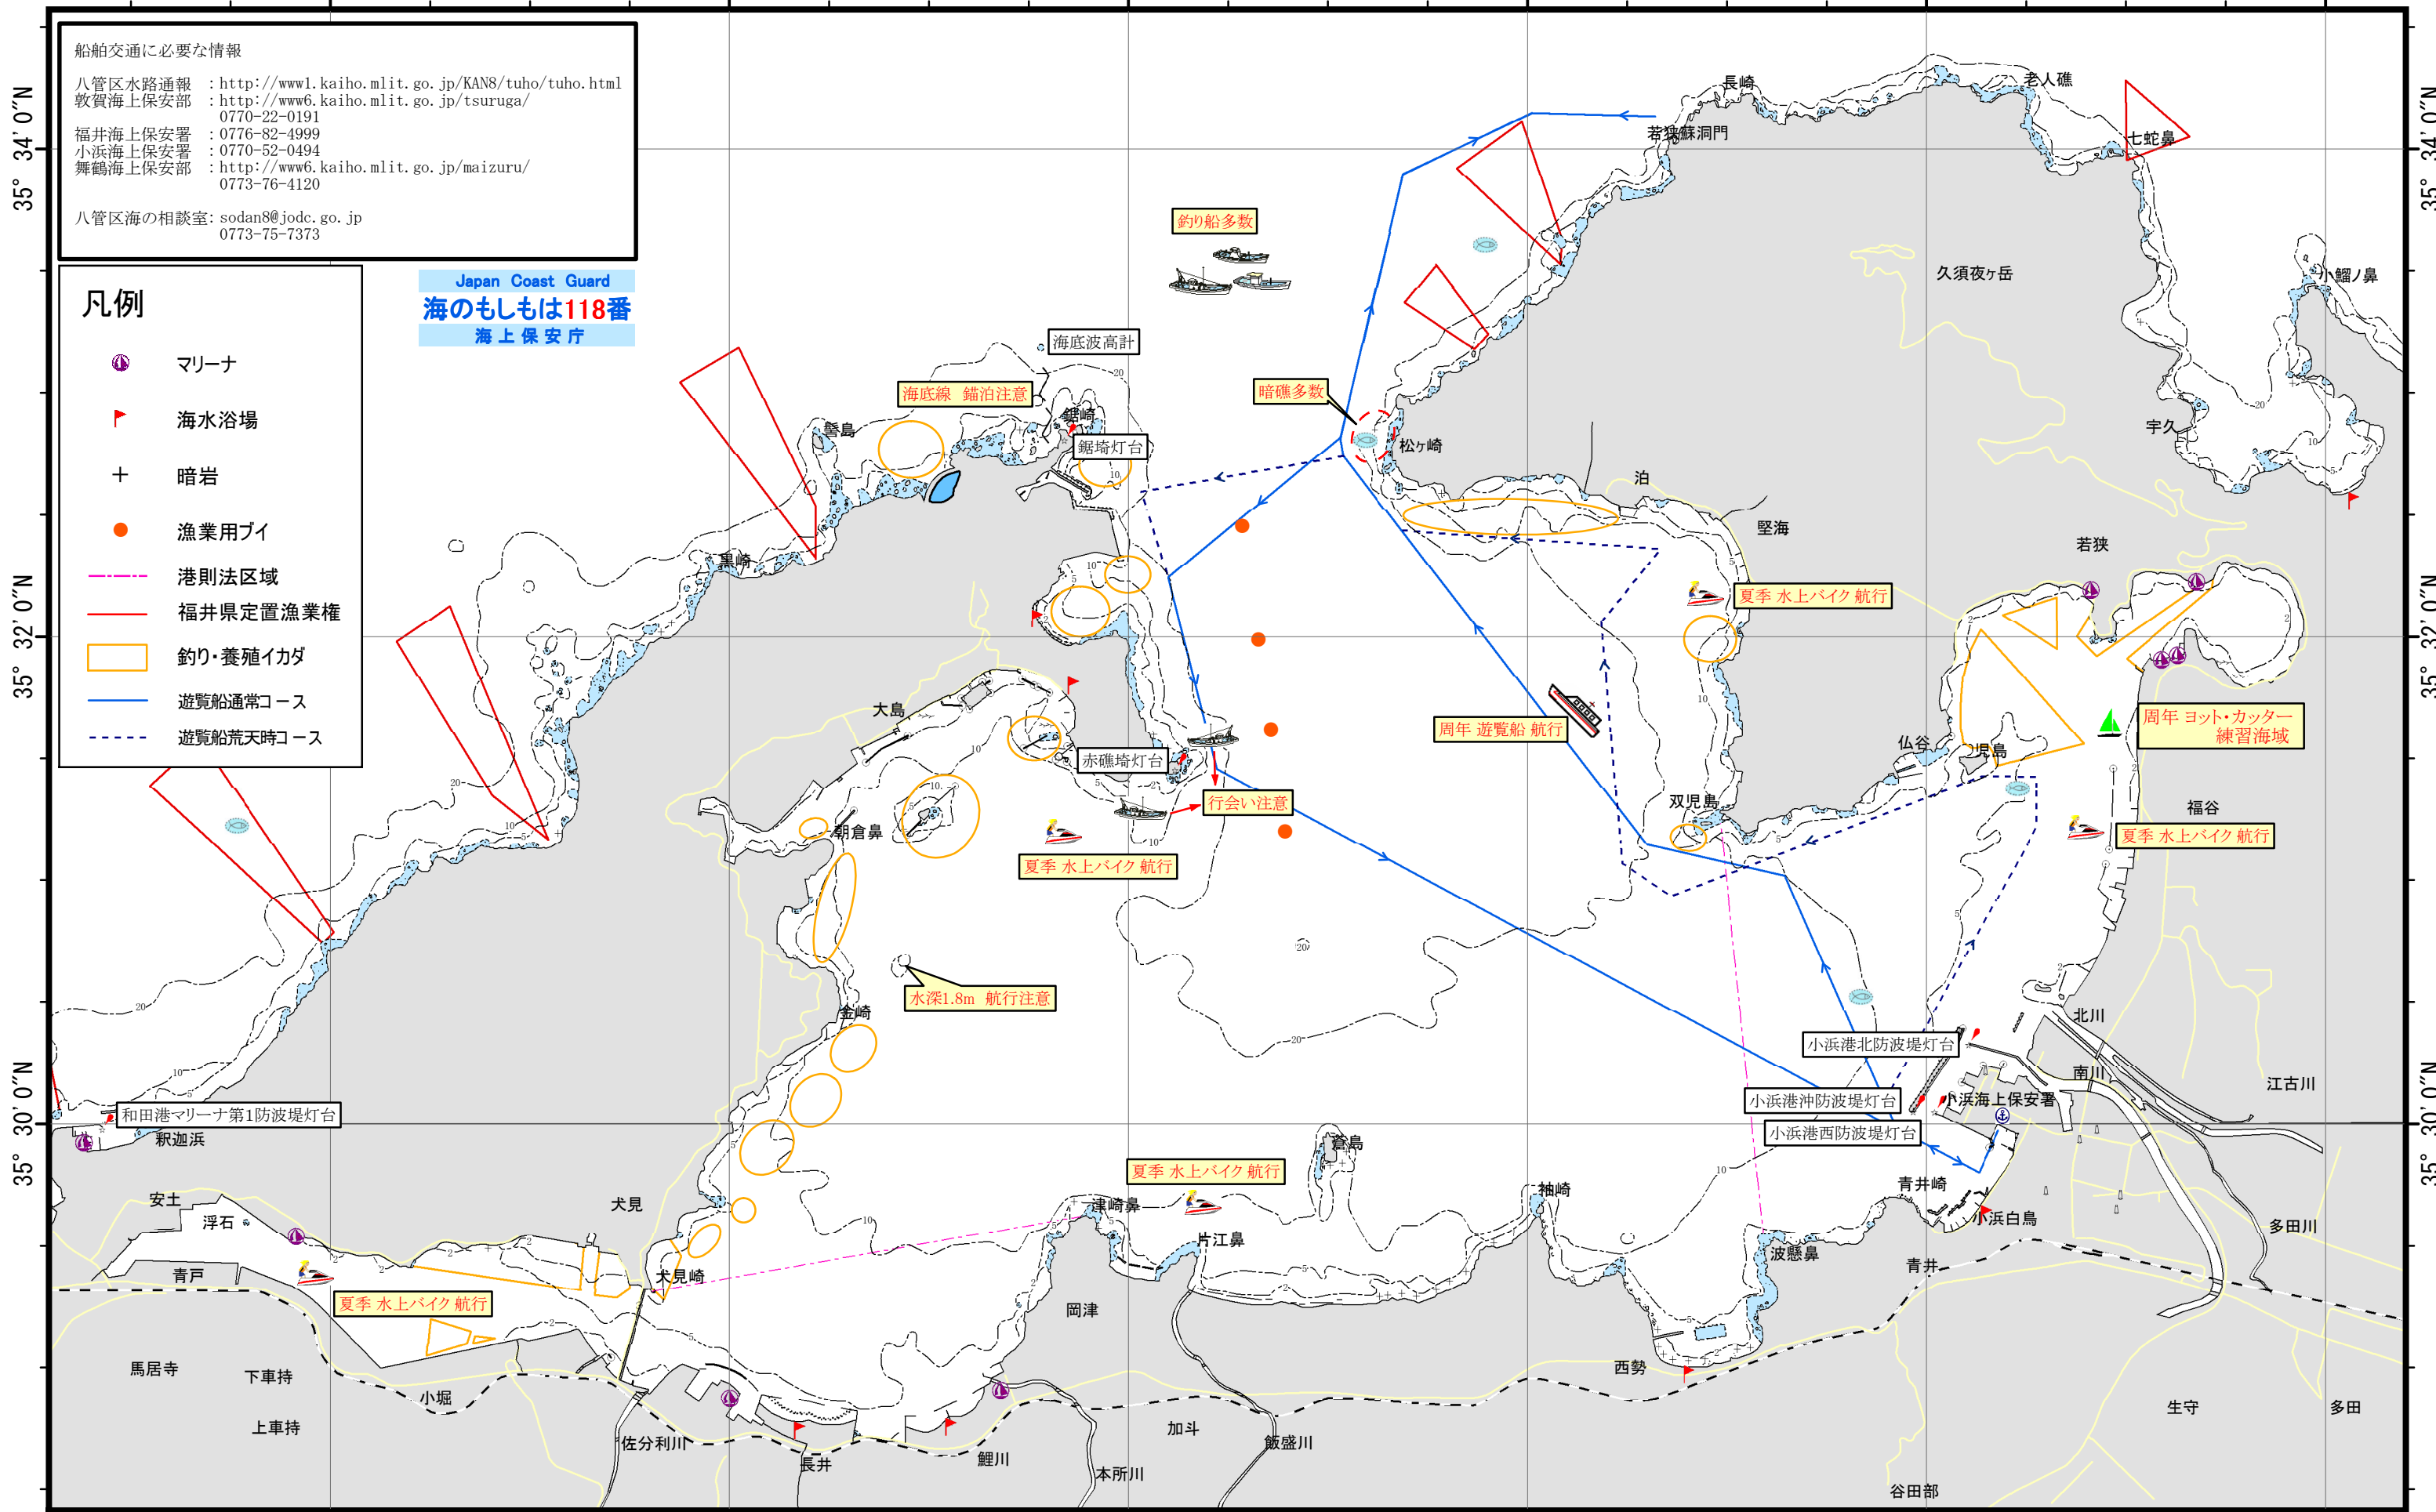 船舶交通に必要な情報
八管区水路通報 : http://www1.kaiho.mlit.go.jp/KAN8/tuho/tuho.html
敦賀海上保安部 : http://www6.kaiho.mlit.go.jp/tsuruga/
0770-22-0191
福井海上保安署 : 0776-82-4999
小浜海上保安署 : 0770-52-0494
舞鶴海上保安部 : http://www6.kaiho.mlit.go.jp/maizuru/
0773-76-4120
八管区海の相談室: sodan8@jodc.go.jp
0773-75-7373
凡例
マリーナ
海水浴場
暗岩
漁業用ブイ
港則法区域
福井県定置漁業権
釣り・養殖イカダ
遊覧船通常コース
遊覧船荒天時コース
Japan Coast Guard
海のもしもは118番
海上保安庁
35° 34′ 0″N
35° 32′ 0″N
35° 30′ 0″N
35° 34′ 0″N
35° 32′ 0″N
35° 30′ 0″N
長崎
老人礁
若狭蘇洞門
七蛇鼻
釣り船多数
久須夜ヶ岳
小鰡ノ鼻
海底波高計
海底線 錨泊注意
暗礁多数
鋸崎
鋸埼灯台
松ヶ崎
宇久
泊
堅海
若狭
黒崎
夏季 水上バイク 航行
大島
周年 遊覧船 航行
周年 ヨット・カッター
練習海域
仏谷
児島
赤礁埼灯台
行会い注意
双児島
福谷
朝倉鼻
夏季 水上バイク 航行
夏季 水上バイク 航行
水深1.8m 航行注意
金崎
北川
小浜港北防波堤灯台
南川
江古川
小浜港沖防波堤灯台
小浜海上保安署
和田港マリーナ第1防波堤灯台
小浜港西防波堤灯台
釈迦浜
蒼島
夏季 水上バイク 航行
安土
浮石
犬見
津崎鼻
袖崎
青井崎
小浜白鳥
多田川
片江鼻
波懸鼻
青井
青戸
犬見崎
夏季 水上バイク 航行
岡津
馬居寺
下車持
小堀
西勢
上車持
佐分利川
長井
鯉川
本所川
加斗
飯盛川
生守
多田
谷田部